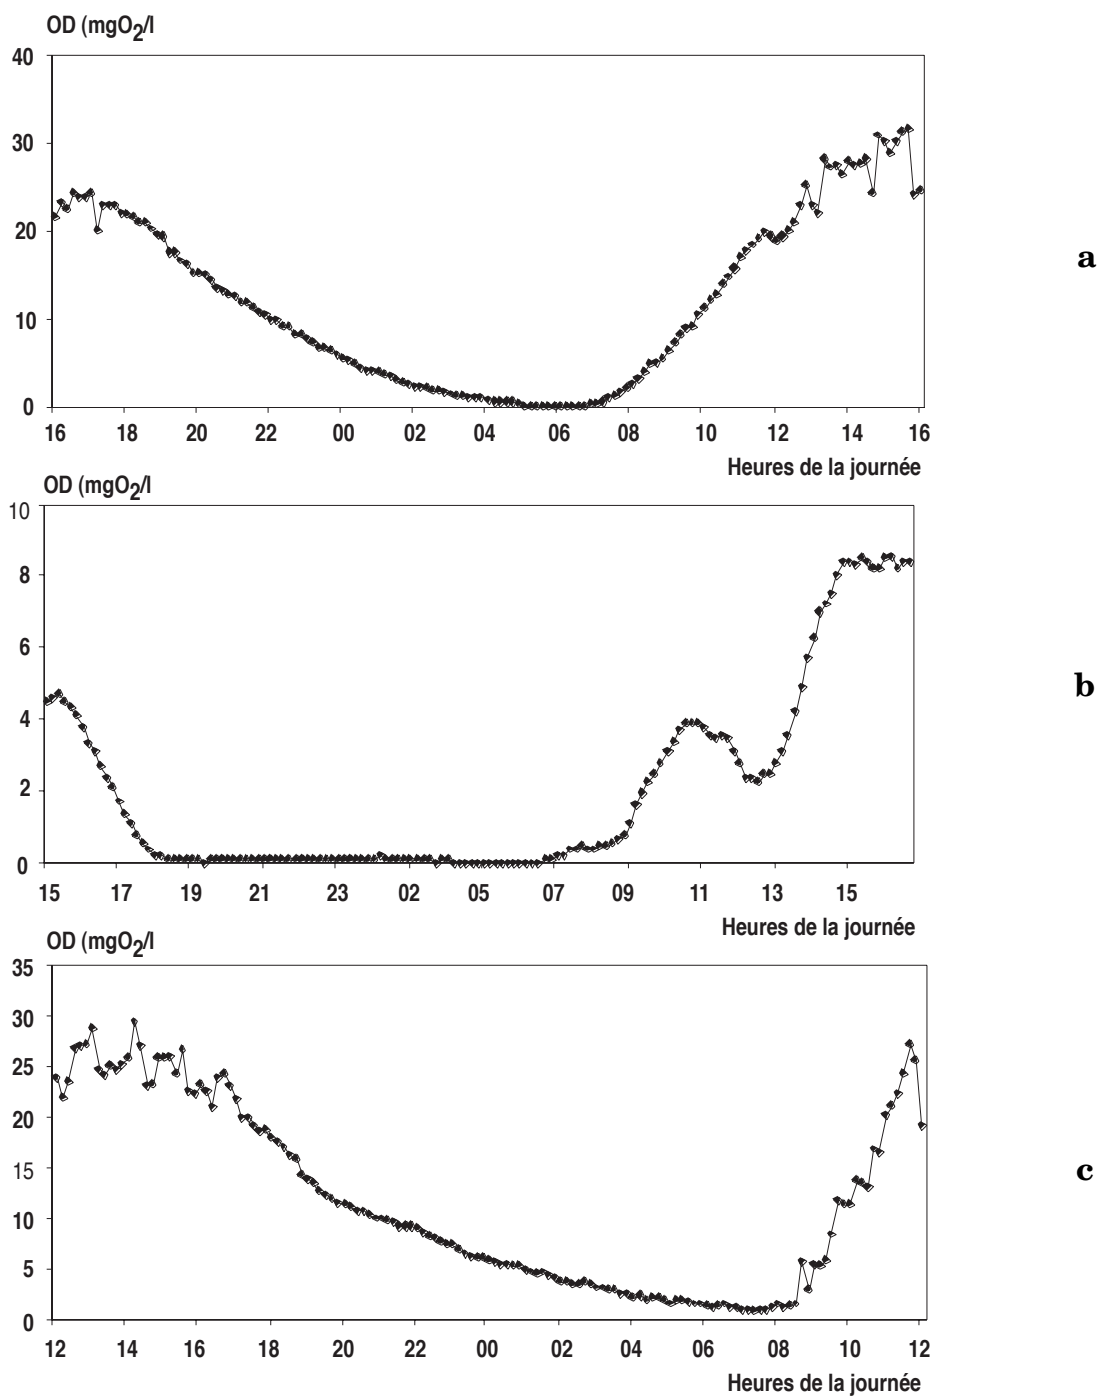 OD (mgO2/l
40
30
20
10
0
16 18 20 22 00 02 04 06 08 10 12 14 16
Heures de la journée
a
OD (mgO2/l
10
8
6
4
2
0
15 17 19 21 23 02 05 07 09 11 13 15
Heures de la journée
b
OD (mgO2/l
35
30
25
20
15
10
5
0
12 14 16 18 20 22 00 02 04 06 08 10 12
Heures de la journée
c